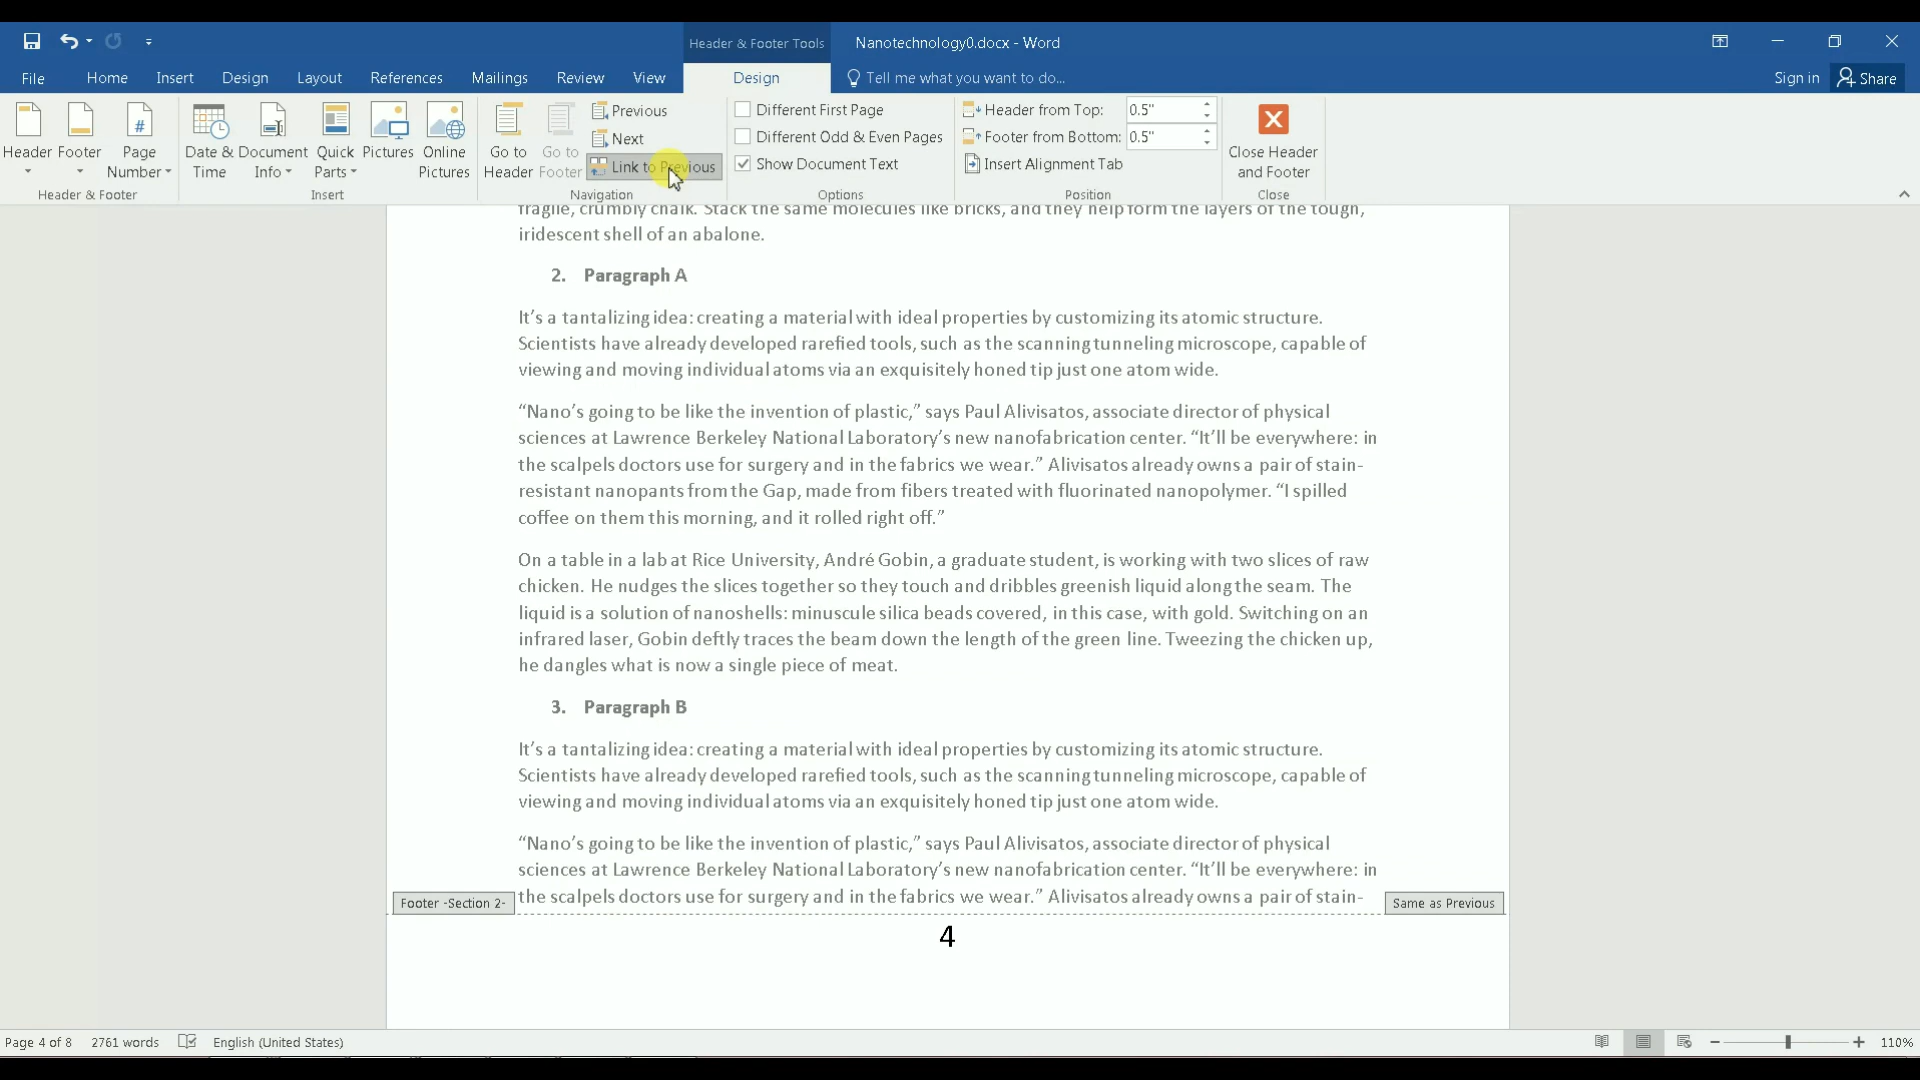 Header & Footer Tools
Nanotechnology0.docx - Word
File
Home
Insert
Design
Layout
References
Mailings
Review
View
Design
Tell me what you want to do...
Sign in
Share
Header
Footer
Page
Number
Header & Footer
Date &
Time
Document
Info
Quick
Parts
Pictures
Online
Pictures
Insert
Go to
Header
Go to
Footer
Previous
Next
Link to Previous
Navigation
Different First Page
Different Odd & Even Pages
Show Document Text
Options
Header from Top: 0.5"
Footer from Bottom: 0.5"
Insert Alignment Tab
Position
Close Header
and Footer
Close
fragile, crumbly chalk. Stack the same molecules like bricks, and they help form the layers of the tough,
iridescent shell of an abalone.
2. Paragraph A
It’s a tantalizing idea: creating a material with ideal properties by customizing its atomic structure.
Scientists have already developed rarefied tools, such as the scanning tunneling microscope, capable of
viewing and moving individual atoms via an exquisitely honed tip just one atom wide.
“Nano’s going to be like the invention of plastic,” says Paul Alivisatos, associate director of physical
sciences at Lawrence Berkeley National Laboratory’s new nanofabrication center. “It’ll be everywhere: in
the scalpels doctors use for surgery and in the fabrics we wear.” Alivisatos already owns a pair of stain-
resistant nanopants from the Gap, made from fibers treated with fluorinated nanopolymer. “I spilled
coffee on them this morning, and it rolled right off.”
On a table in a lab at Rice University, André Gobin, a graduate student, is working with two slices of raw
chicken. He nudges the slices together so they touch and dribbles greenish liquid along the seam. The
liquid is a solution of nanoshells: minuscule silica beads covered, in this case, with gold. Switching on an
infrared laser, Gobin deftly traces the beam down the length of the green line. Tweezing the chicken up,
he dangles what is now a single piece of meat.
3. Paragraph B
It’s a tantalizing idea: creating a material with ideal properties by customizing its atomic structure.
Scientists have already developed rarefied tools, such as the scanning tunneling microscope, capable of
viewing and moving individual atoms via an exquisitely honed tip just one atom wide.
“Nano’s going to be like the invention of plastic,” says Paul Alivisatos, associate director of physical
sciences at Lawrence Berkeley National Laboratory’s new nanofabrication center. “It’ll be everywhere: in
the scalpels doctors use for surgery and in the fabrics we wear.” Alivisatos already owns a pair of stain-
Footer -Section 2-
Same as Previous
4
Page 4 of 8
2761 words
English (United States)
110%